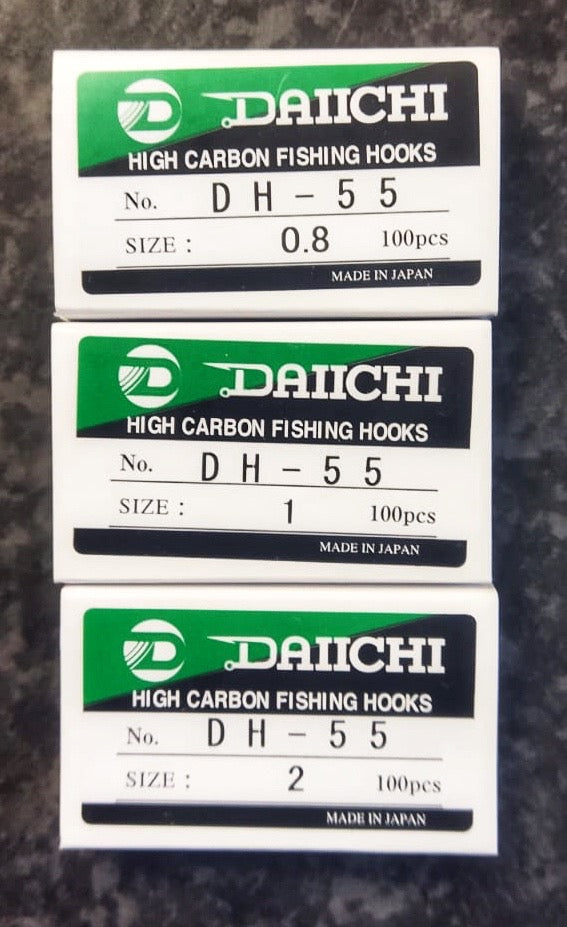 D DAIICHI
HIGH CARBON FISHING HOOKS
No. DH-55
SIZE : 0.8 100pcs
MADE IN JAPAN
D DAIICHI
HIGH CARBON FISHING HOOKS
No. DH-55
SIZE : 1 100pcs
MADE IN JAPAN
D DAIICHI
HIGH CARBON FISHING HOOKS
No. DH-55
SIZE : 2 100pcs
MADE IN JAPAN